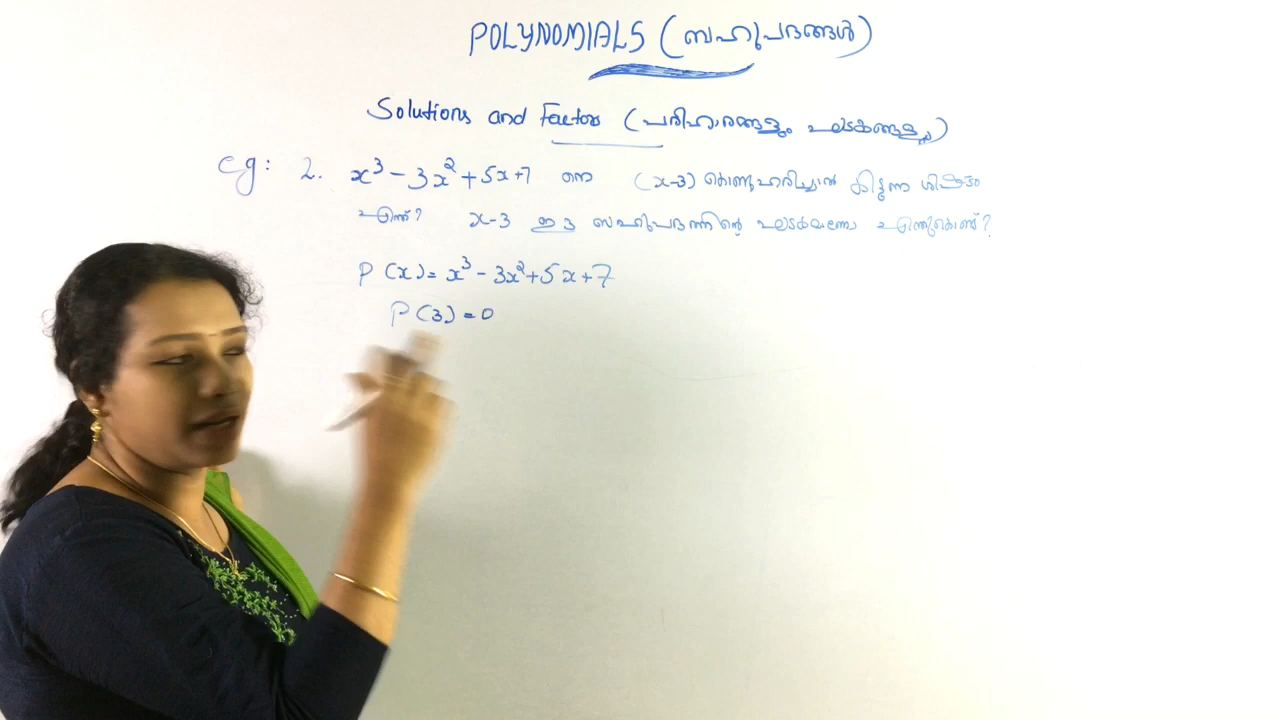 POLYNOMIALS (ബഹുപദങ്ങൾ)
Solutions and Factors (പരിഹാരങ്ങളും ഘടകങ്ങളും)
eg: 2. x³ - 3x² + 5x + 7 നെ (x-3) കൊണ്ടുഹരിച്ചാൽ കിട്ടുന്ന ശിഷ്ടം
എന്ത്? x-3 ഈ ബഹുപദത്തിന്റെ ഘടകമാണോ എന്തുകൊണ്ട്?
P(x) = x³ - 3x² + 5x + 7
P(3) = 0